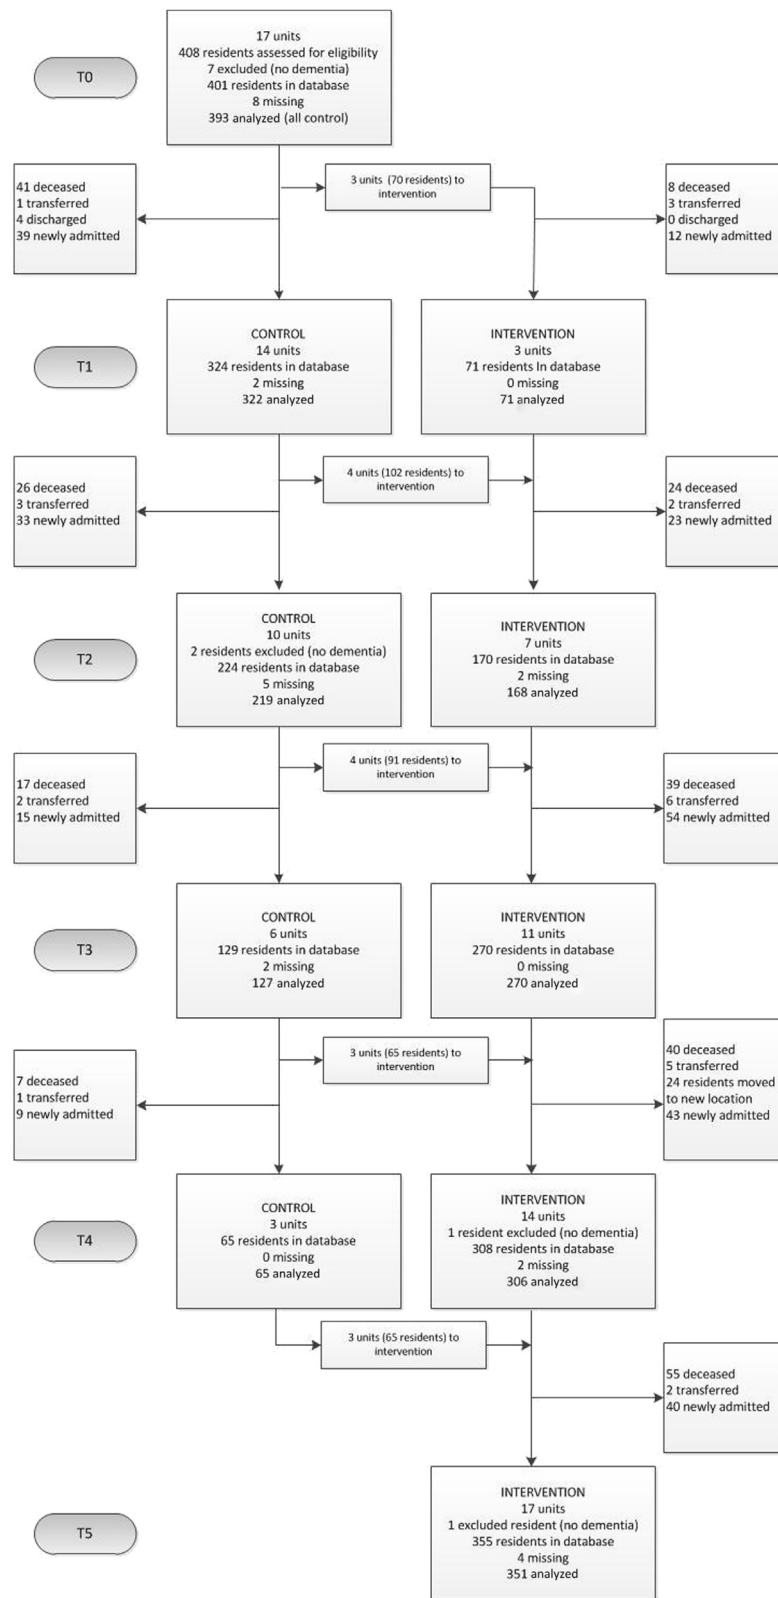 T0
17 units
408 residents assessed for eligibility
7 excluded (no dementia)
401 residents in database
8 missing
393 analyzed (all control)
41 deceased
1 transferred
4 discharged
39 newly admitted
3 units (70 residents) to
intervention
8 deceased
3 transferred
0 discharged
12 newly admitted
T1
CONTROL
14 units
324 residents in database
2 missing
322 analyzed
INTERVENTION
3 units
71 residents In database
0 missing
71 analyzed
26 deceased
3 transferred
33 newly admitted
4 units (102 residents) to
intervention
24 deceased
2 transferred
23 newly admitted
T2
CONTROL
10 units
2 residents excluded (no dementia)
224 residents in database
5 missing
219 analyzed
INTERVENTION
7 units
170 residents in database
2 missing
168 analyzed
17 deceased
2 transferred
15 newly admitted
4 units (91 residents) to
intervention
39 deceased
6 transferred
54 newly admitted
T3
CONTROL
6 units
129 residents in database
2 missing
127 analyzed
INTERVENTION
11 units
270 residents in database
0 missing
270 analyzed
7 deceased
1 transferred
9 newly admitted
3 units (65 residents) to
intervention
40 deceased
5 transferred
24 residents moved
to new location
43 newly admitted
T4
CONTROL
3 units
65 residents in database
0 missing
65 analyzed
INTERVENTION
14 units
1 resident excluded (no dementia)
308 residents in database
2 missing
306 analyzed
3 units (65 residents) to
intervention
55 deceased
2 transferred
40 newly admitted
T5
INTERVENTION
17 units
1 excluded resident (no dementia)
355 residents in database
4 missing
351 analyzed